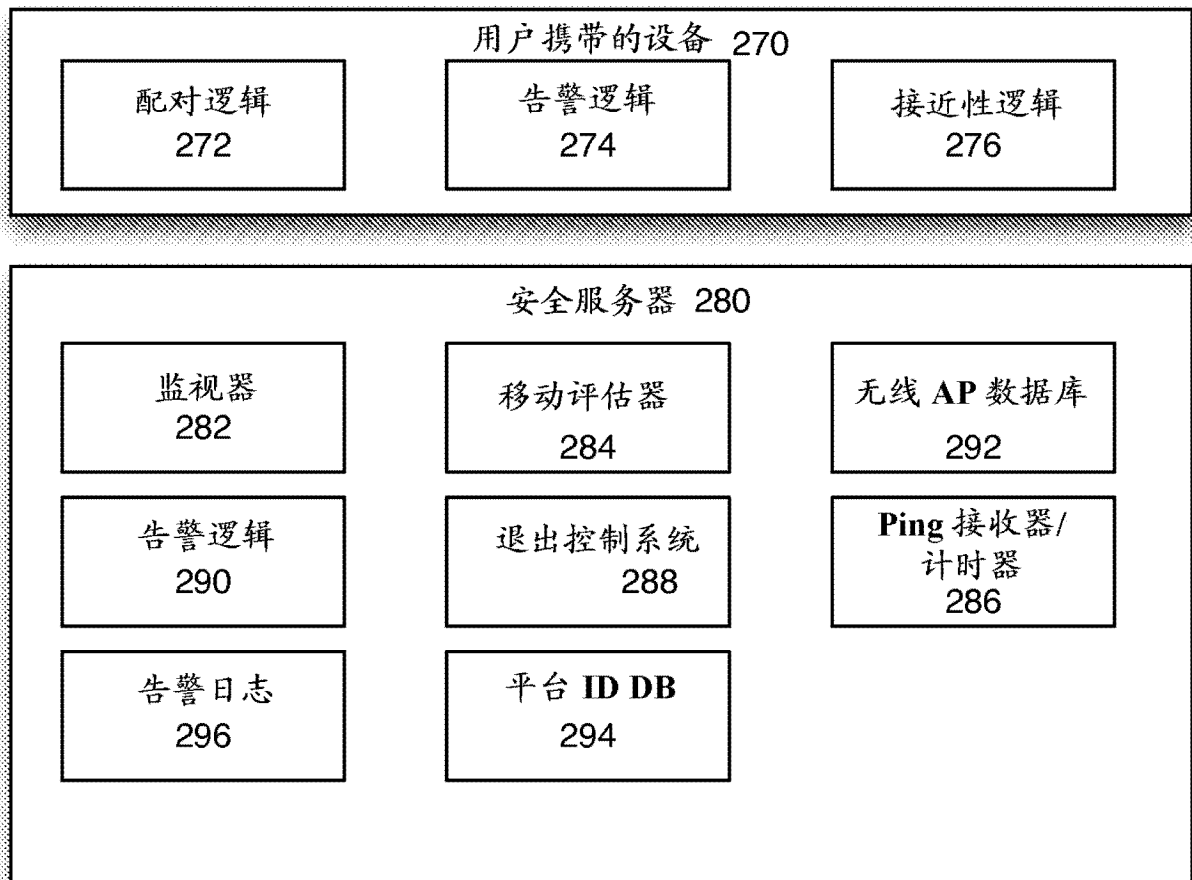 用户携带的设备 270
配对逻辑
272
告警逻辑
274
接近性逻辑
276
安全服务器 280
监视器
282
移动评估器
284
无线 AP 数据库
292
告警逻辑
290
退出控制系统
288
Ping 接收器/
计时器
286
告警日志
296
平台 ID DB
294